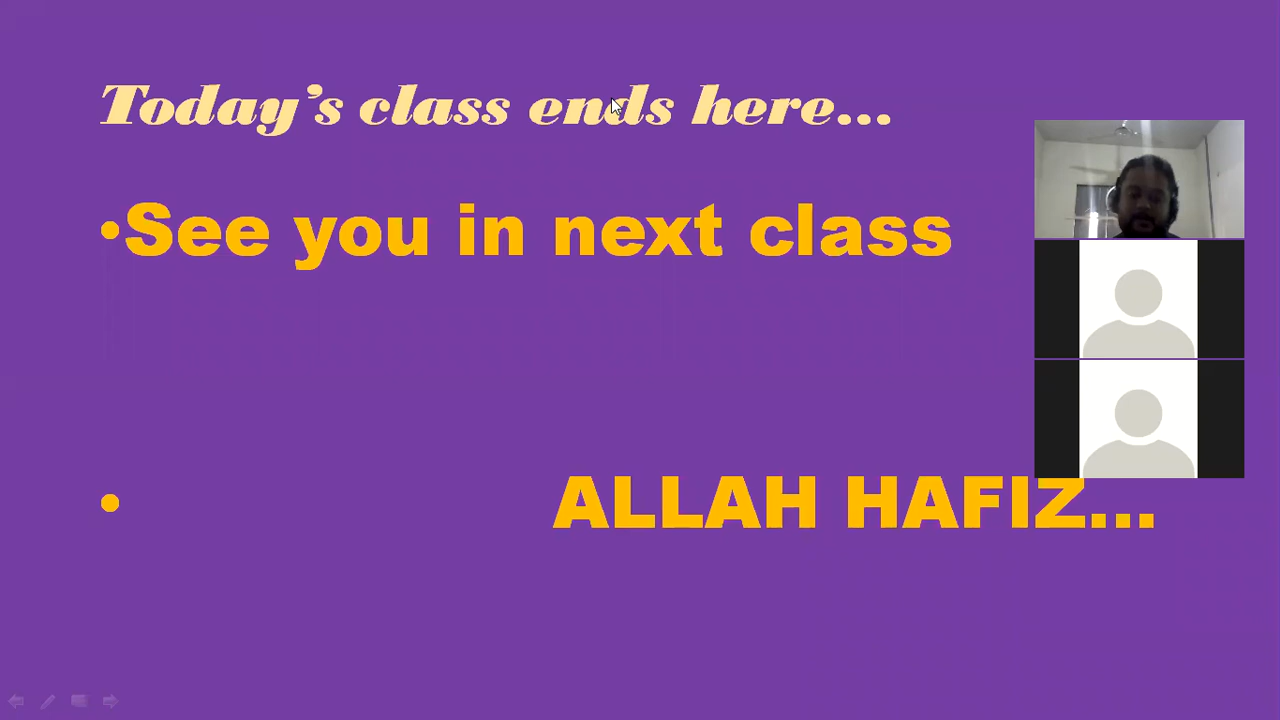 Today’s class ends here...
•See you in next class
• ALLAH HAFIZ...